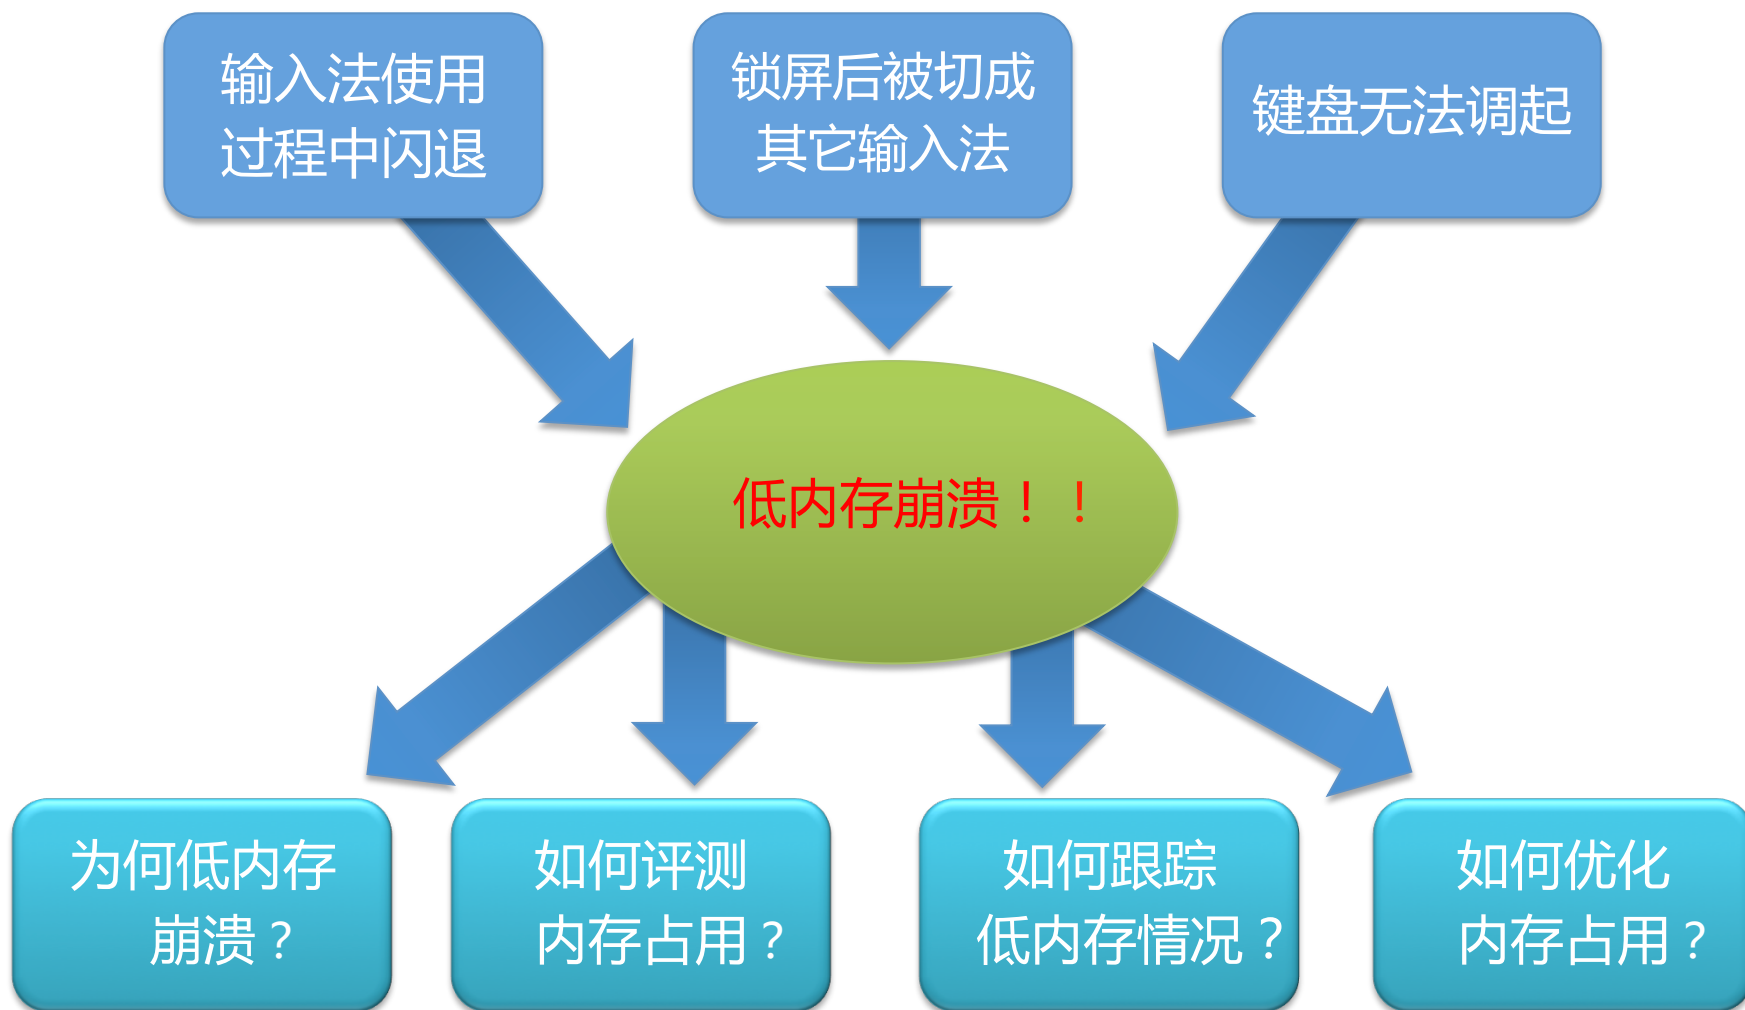 输入法使用
过程中闪退
锁屏后被切成
其它输入法
键盘无法调起
低内存崩溃！！
为何低内存
崩溃？
如何评测
内存占用？
如何跟踪
低内存情况？
如何优化
内存占用？